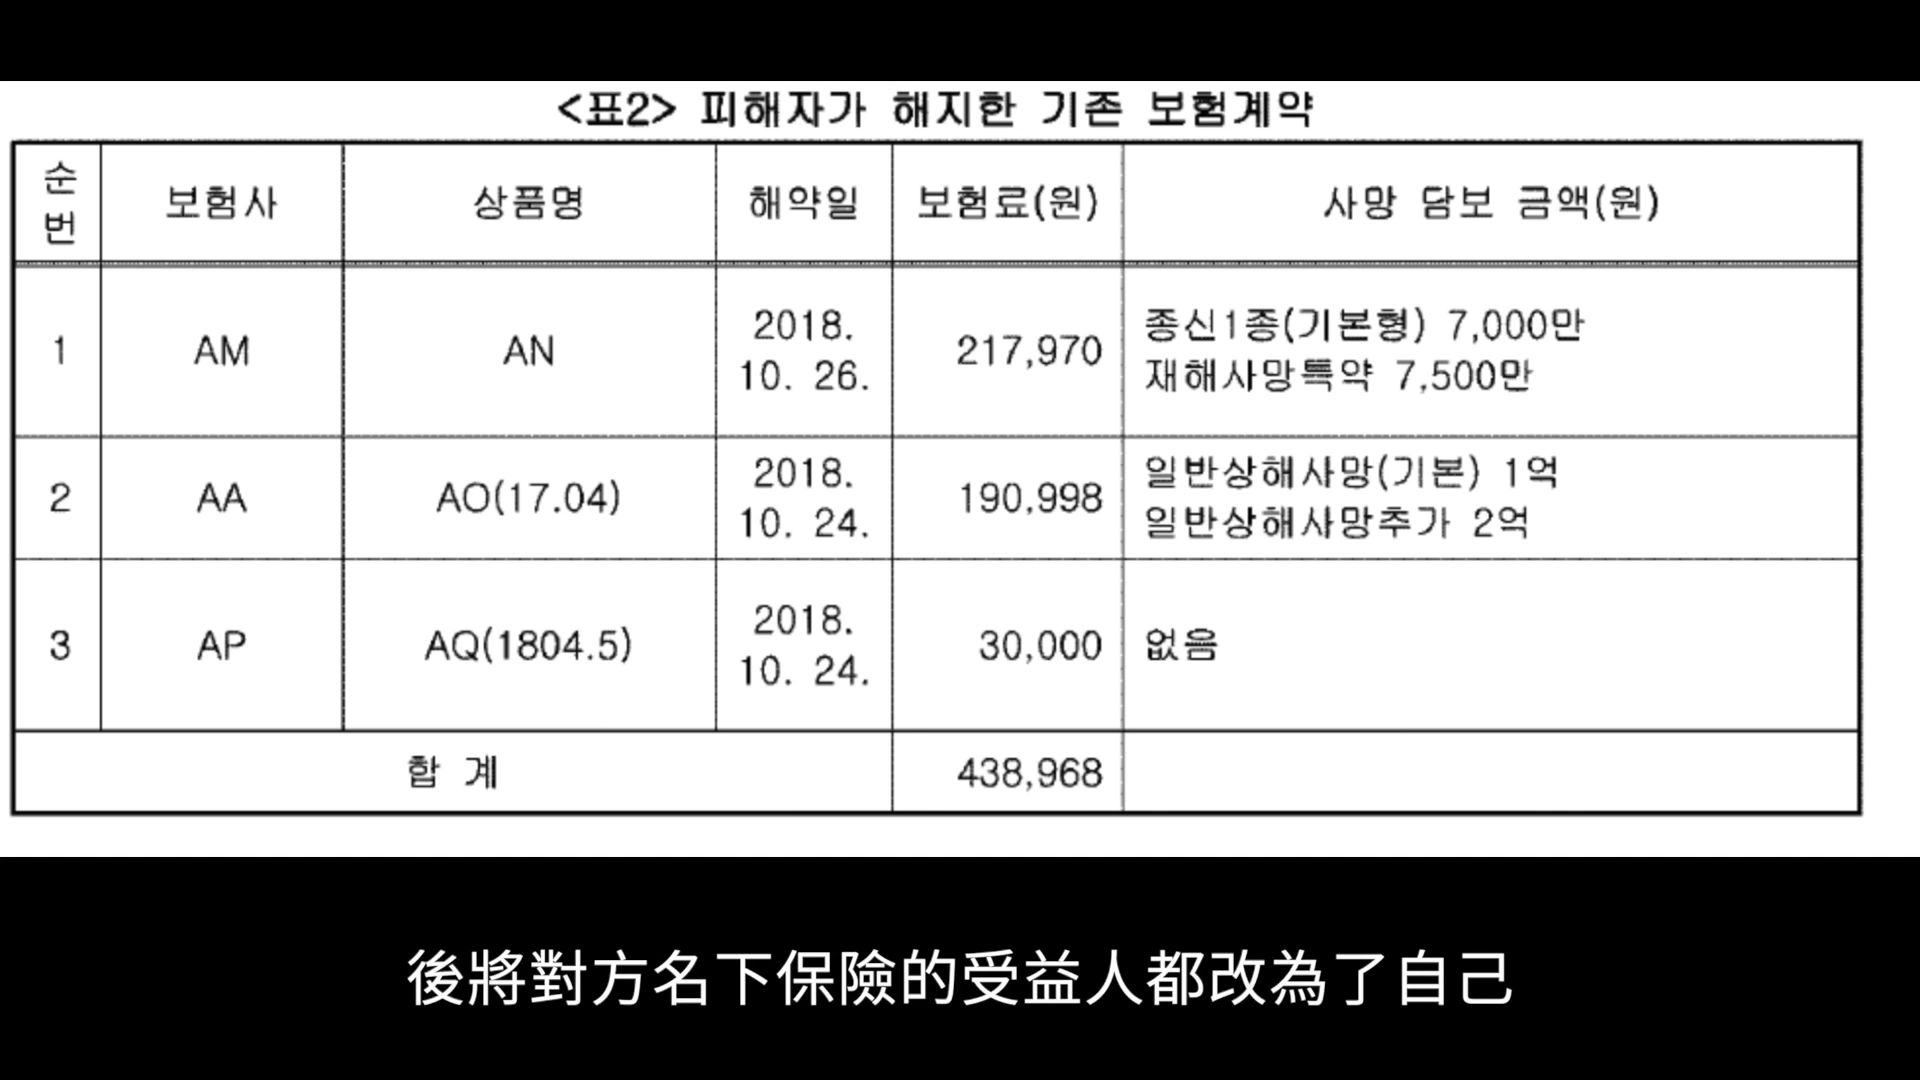 <표2> 피해자가 해지한 기존 보험계약
순번 보험사 상품명 해약일 보험료(원) 사망 담보 금액(원)
1 AM AN 2018. 10. 26. 217,970 종신1종(기본형) 7,000만
재해사망특약 7,500만
2 AA AO(17.04) 2018. 10. 24. 190,998 일반상해사망(기본) 1억
일반상해사망추가 2억
3 AP AQ(1804.5) 2018. 10. 24. 30,000 없음
합 계 438,968
後將對方名下保險的受益人都改為了自己